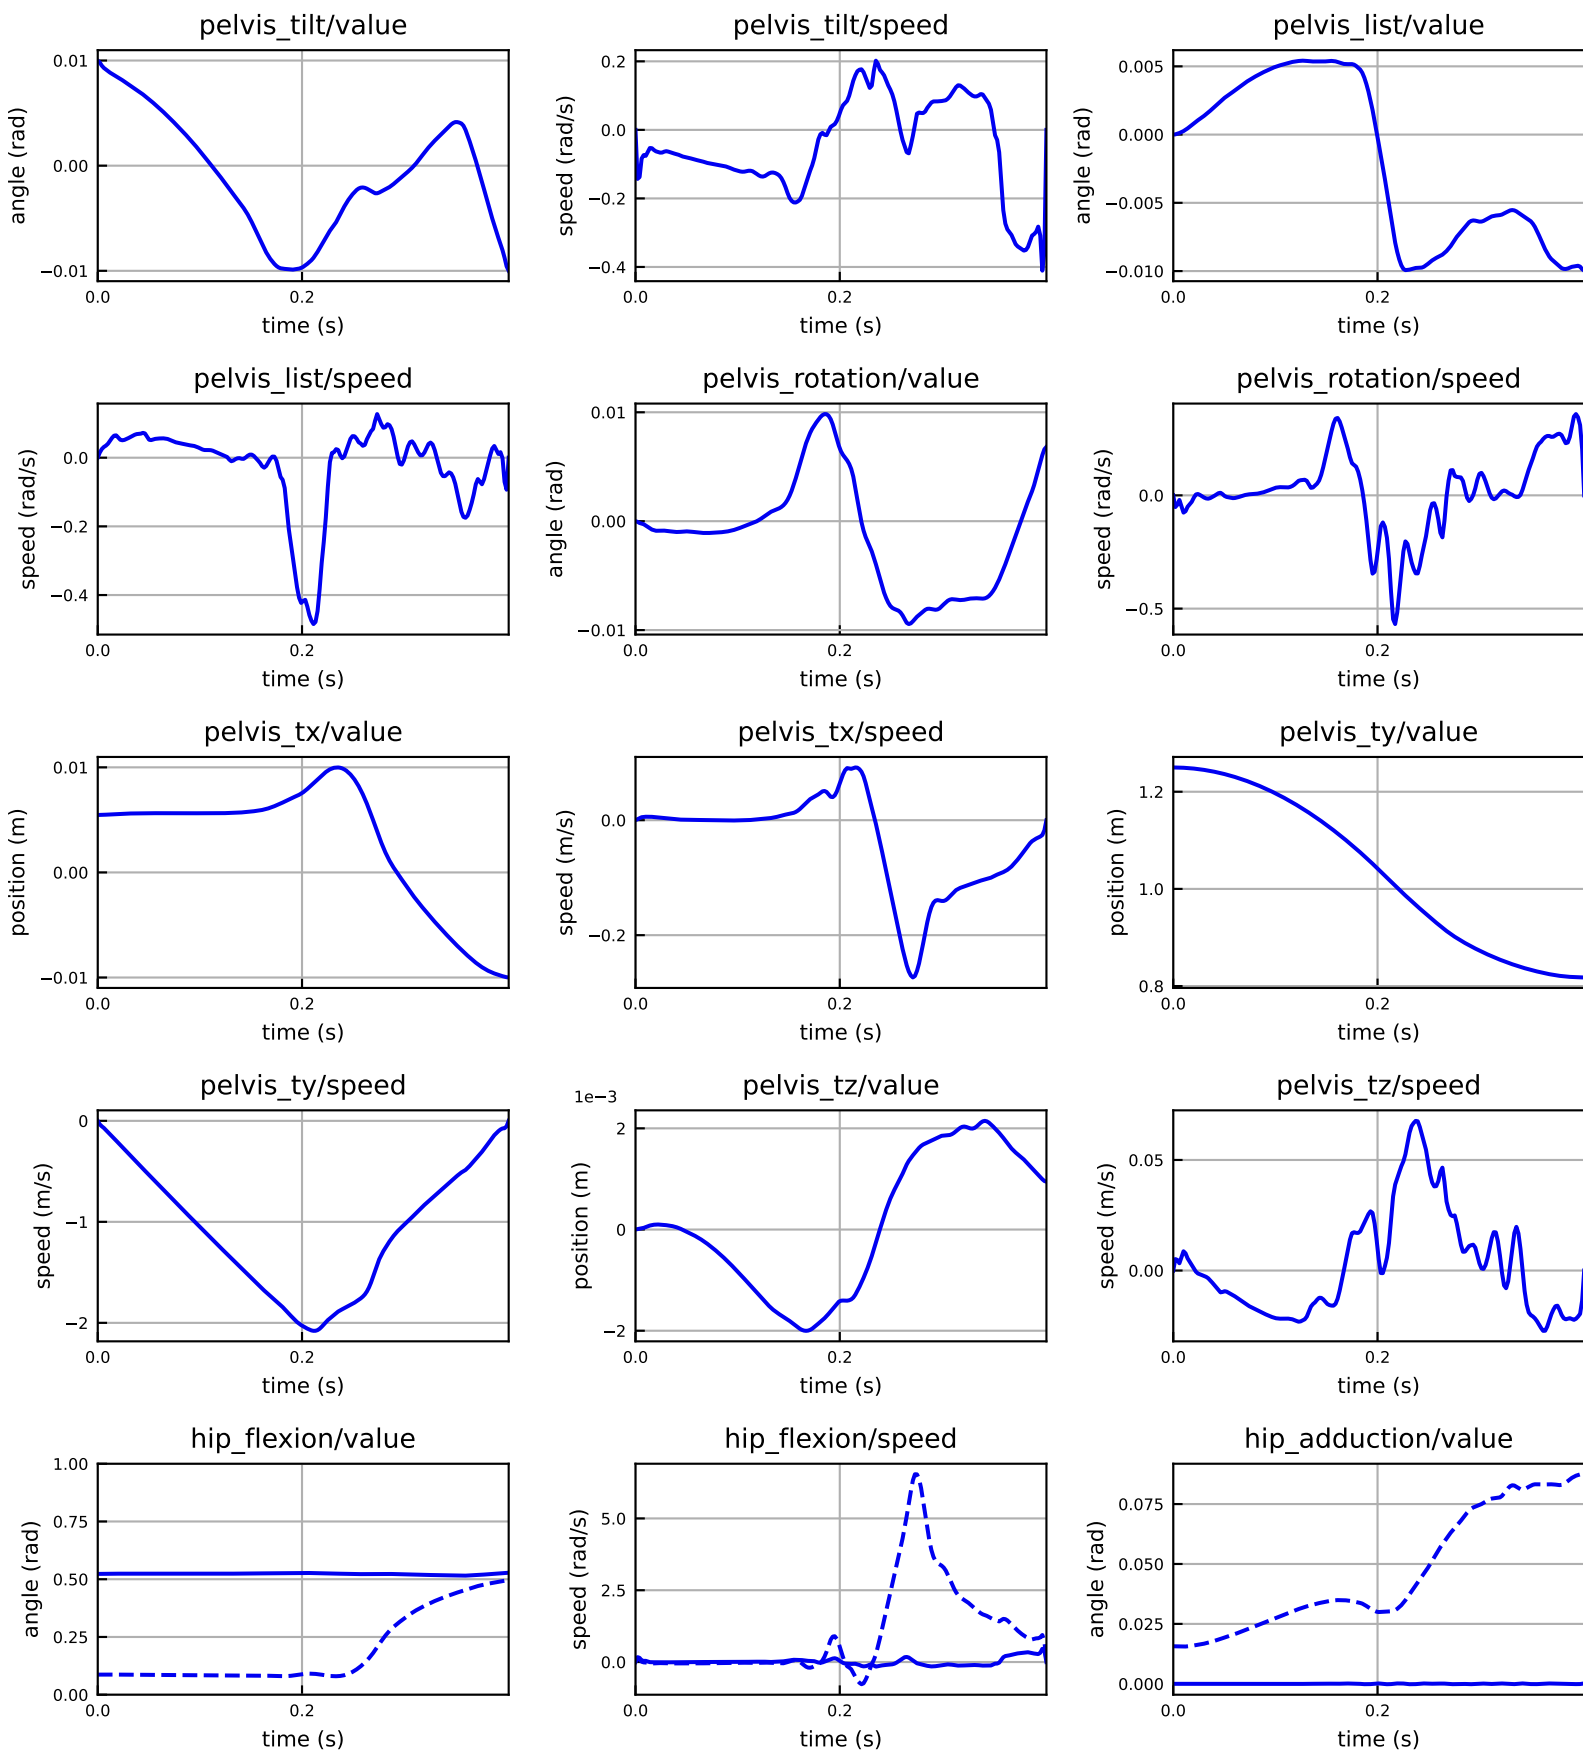 pelvis_tilt/value
pelvis_tilt/speed
pelvis_list/value
angle (rad)
0.01
0.00
−0.01
0.0
0.2
time (s)
speed (rad/s)
0.2
0.0
−0.2
−0.4
0.0
0.2
time (s)
angle (rad)
0.005
0.000
−0.005
−0.010
0.0
0.2
time (s)
pelvis_list/speed
pelvis_rotation/value
pelvis_rotation/speed
speed (rad/s)
0.0
−0.2
−0.4
0.0
0.2
time (s)
angle (rad)
0.01
0.00
−0.01
0.0
0.2
time (s)
speed (rad/s)
0.0
−0.5
0.0
0.2
time (s)
pelvis_tx/value
pelvis_tx/speed
pelvis_ty/value
position (m)
0.01
0.00
−0.01
0.0
0.2
time (s)
speed (m/s)
0.0
−0.2
0.0
0.2
time (s)
position (m)
1.2
1.0
0.8
0.0
0.2
time (s)
pelvis_ty/speed
pelvis_tz/value
pelvis_tz/speed
speed (m/s)
0
−1
−2
0.0
0.2
time (s)
1e−3
position (m)
2
0
−2
0.0
0.2
time (s)
speed (m/s)
0.05
0.00
0.0
0.2
time (s)
hip_flexion/value
hip_flexion/speed
hip_adduction/value
angle (rad)
1.00
0.75
0.50
0.25
0.00
0.0
0.2
time (s)
speed (rad/s)
5.0
2.5
0.0
0.0
0.2
time (s)
angle (rad)
0.075
0.050
0.025
0.000
0.0
0.2
time (s)